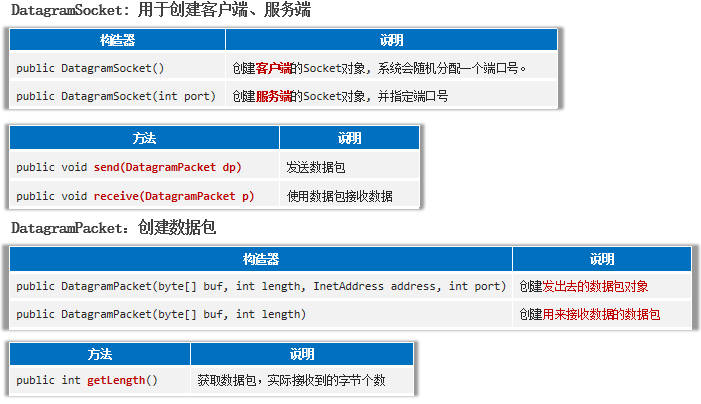 DatagramSocket: 用于创建客户端、服务端
构造器 说明
public DatagramSocket() 创建客户端的Socket对象, 系统会随机分配一个端口号。
public DatagramSocket(int port) 创建服务端的Socket对象, 并指定端口号
方法 说明
public void send(DatagramPacket dp) 发送数据包
public void receive(DatagramPacket p) 使用数据包接收数据
DatagramPacket：创建数据包
构造器 说明
public DatagramPacket(byte[] buf, int length, InetAddress address, int port) 创建发出去的数据包对象
public DatagramPacket(byte[] buf, int length) 创建用来接收数据的数据包
方法 说明
public int getLength() 获取数据包，实际接收到的字节个数